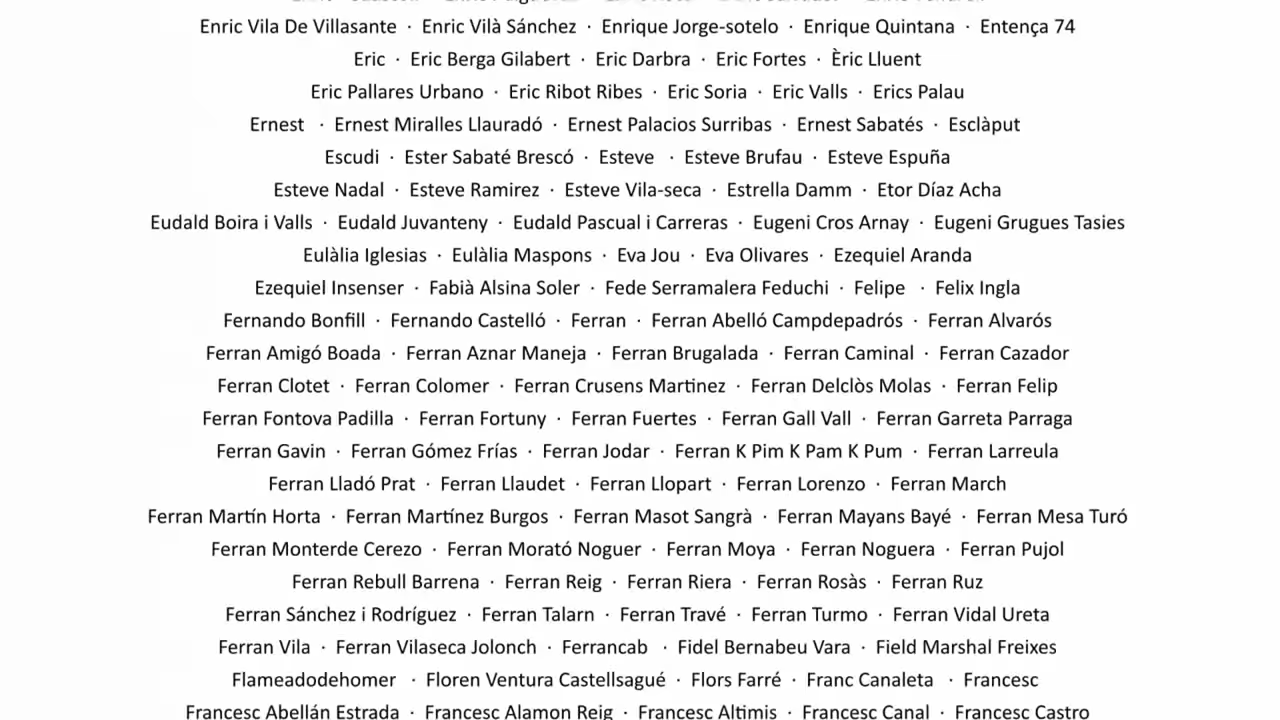 Enric Vila De Villasante · Enric Vilà Sánchez · Enrique Jorge-sotelo · Enrique Quintana · Entença 74
Eric · Eric Berga Gilabert · Eric Darbra · Eric Fortes · Èric Lluent
Eric Pallares Urbano · Eric Ribot Ribes · Eric Soria · Eric Valls · Erics Palau
Ernest · Ernest Miralles Llauradó · Ernest Palacios Surribas · Ernest Sabatés · Esclàput
Escudi · Ester Sabaté Brescó · Esteve · Esteve Brufau · Esteve Espuña
Esteve Nadal · Esteve Ramirez · Esteve Vila-seca · Estrella Damm · Etor Díaz Acha
Eudald Boira i Valls · Eudald Juvanteny · Eudald Pascual i Carreras · Eugeni Cros Arnay · Eugeni Grugues Tasies
Eulàlia Iglesias · Eulàlia Maspons · Eva Jou · Eva Olivares · Ezequiel Aranda
Ezequiel Insenser · Fabià Alsina Soler · Fede Serramalera Feduchi · Felipe · Felix Ingla
Fernando Bonfill · Fernando Castelló · Ferran · Ferran Abelló Campdepadrós · Ferran Alvarós
Ferran Amigó Boada · Ferran Aznar Maneja · Ferran Brugalada · Ferran Caminal · Ferran Cazador
Ferran Clotet · Ferran Colomer · Ferran Crusens Martinez · Ferran Delclòs Molas · Ferran Felip
Ferran Fontova Padilla · Ferran Fortuny · Ferran Fuertes · Ferran Gall Vall · Ferran Garreta Parraga
Ferran Gavin · Ferran Gómez Frías · Ferran Jodar · Ferran K Pim K Pam K Pum · Ferran Larreula
Ferran Lladó Prat · Ferran Llaudet · Ferran Llopart · Ferran Lorenzo · Ferran March
Ferran Martín Horta · Ferran Martínez Burgos · Ferran Masot Sangrà · Ferran Mayans Bayé · Ferran Mesa Turó
Ferran Monterde Cerezo · Ferran Morató Noguer · Ferran Moya · Ferran Noguera · Ferran Pujol
Ferran Rebull Barrena · Ferran Reig · Ferran Riera · Ferran Rosàs · Ferran Ruz
Ferran Sánchez i Rodríguez · Ferran Talarn · Ferran Travé · Ferran Turmo · Ferran Vidal Ureta
Ferran Vila · Ferran Vilaseca Jolonch · Ferrancab · Fidel Bernabeu Vara · Field Marshal Freixes
Flameadodehomer · Floren Ventura Castellsagué · Flors Farré · Franc Canaleta · Francesc
Francesc Abellán Estrada · Francesc Alamon Reig · Francesc Altimis · Francesc Canal · Francesc Castro